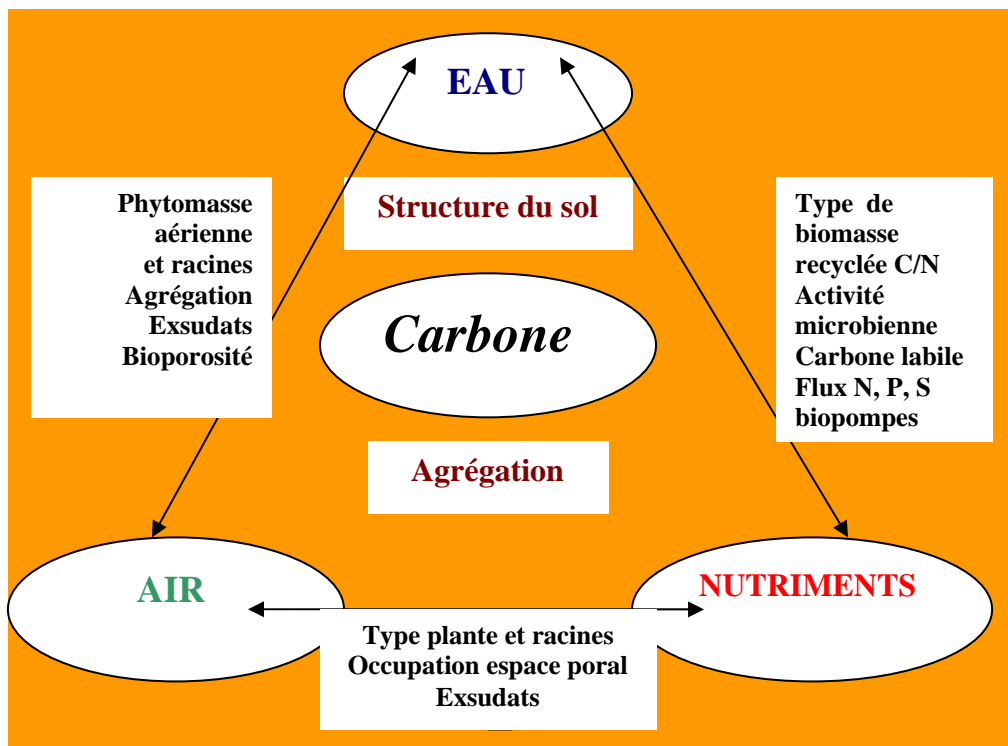 EAU
Phytomasse
aérienne
et racines
Agrégation
Exsudats
Bioporosité
Structure du sol
Type de
biomasse
recyclée C/N
Activité
microbienne
Carbone labile
Flux N, P, S
biopompes
Carbone
Agrégation
AIR
NUTRIMENTS
Type plante et racines
Occupation espace poral
Exsudats